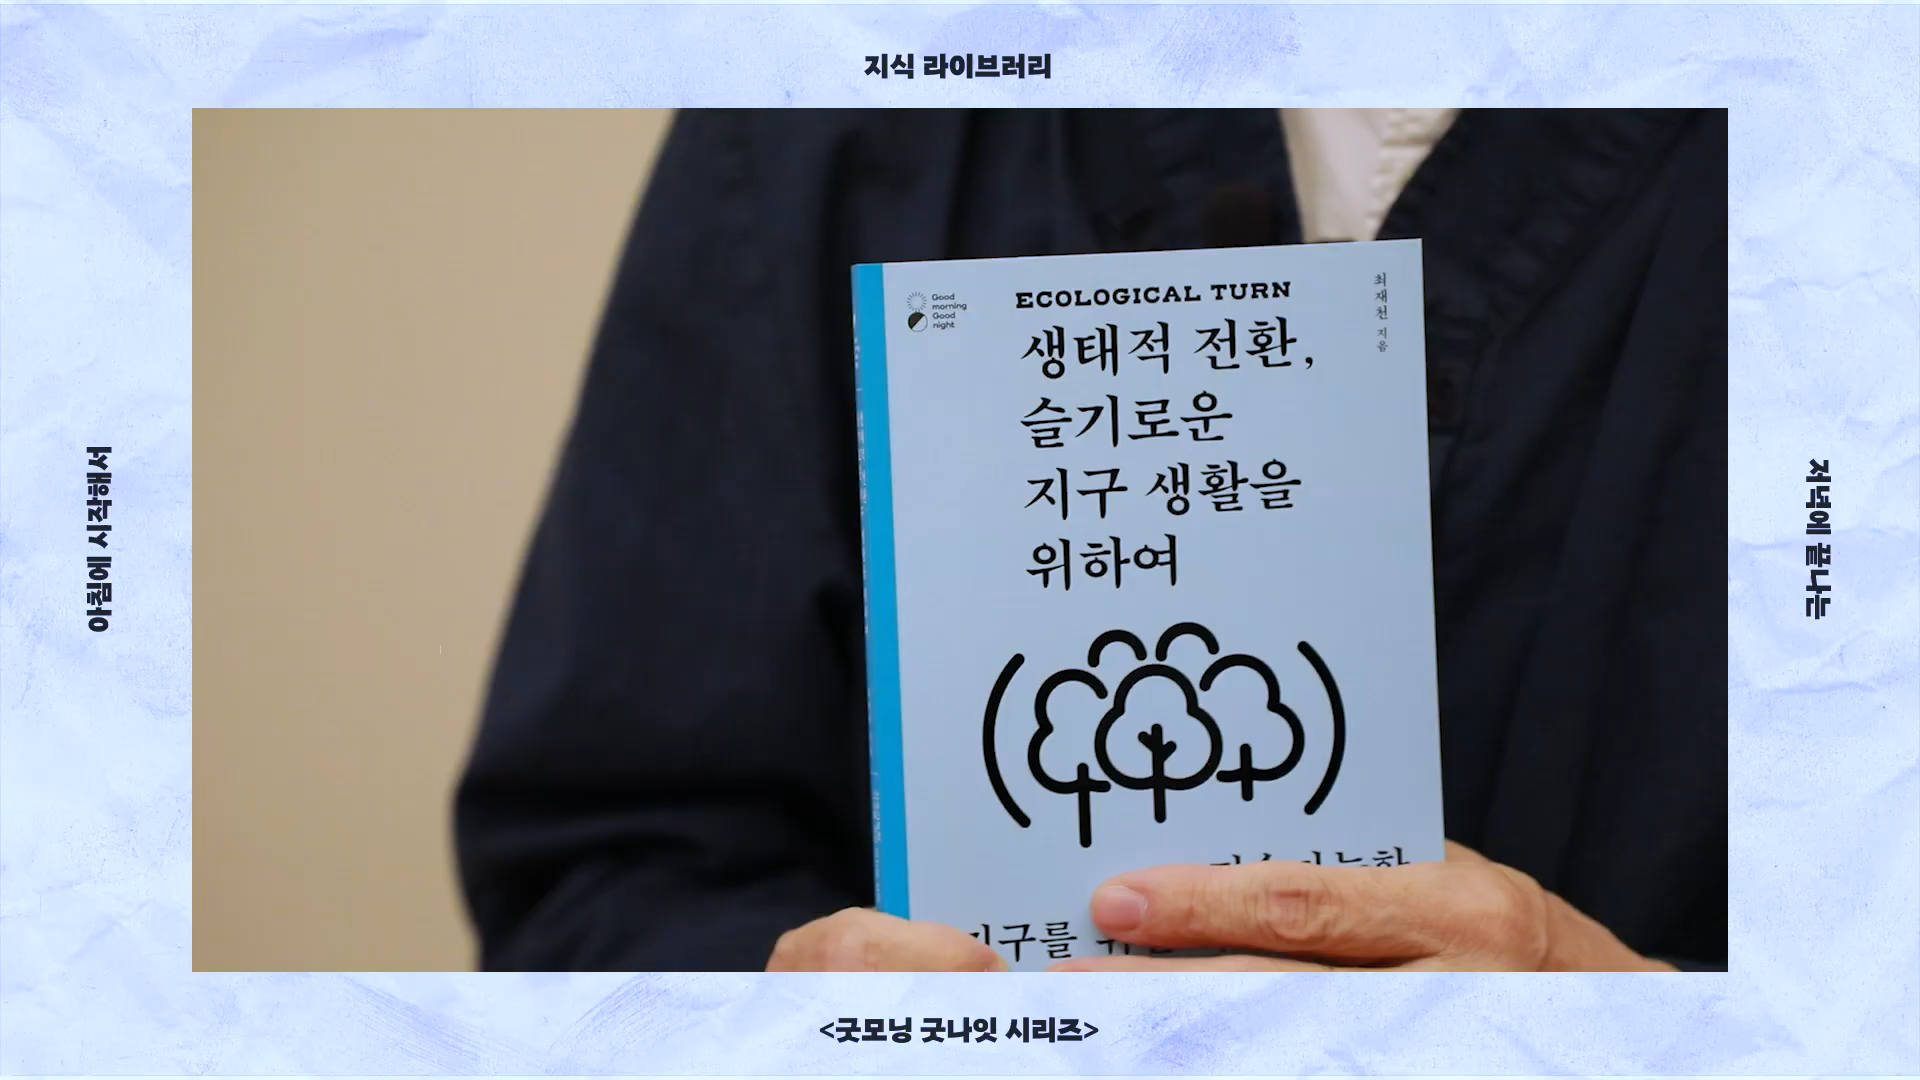 지식 라이브러리
아침에 시작해서
Good
morning
Good
night
ECOLOGICAL TURN
최재천 지음
생태적 전환,
슬기로운
지구 생활을
위하여
지구를
저녁에 끝나는
<굿모닝 굿나잇 시리즈>